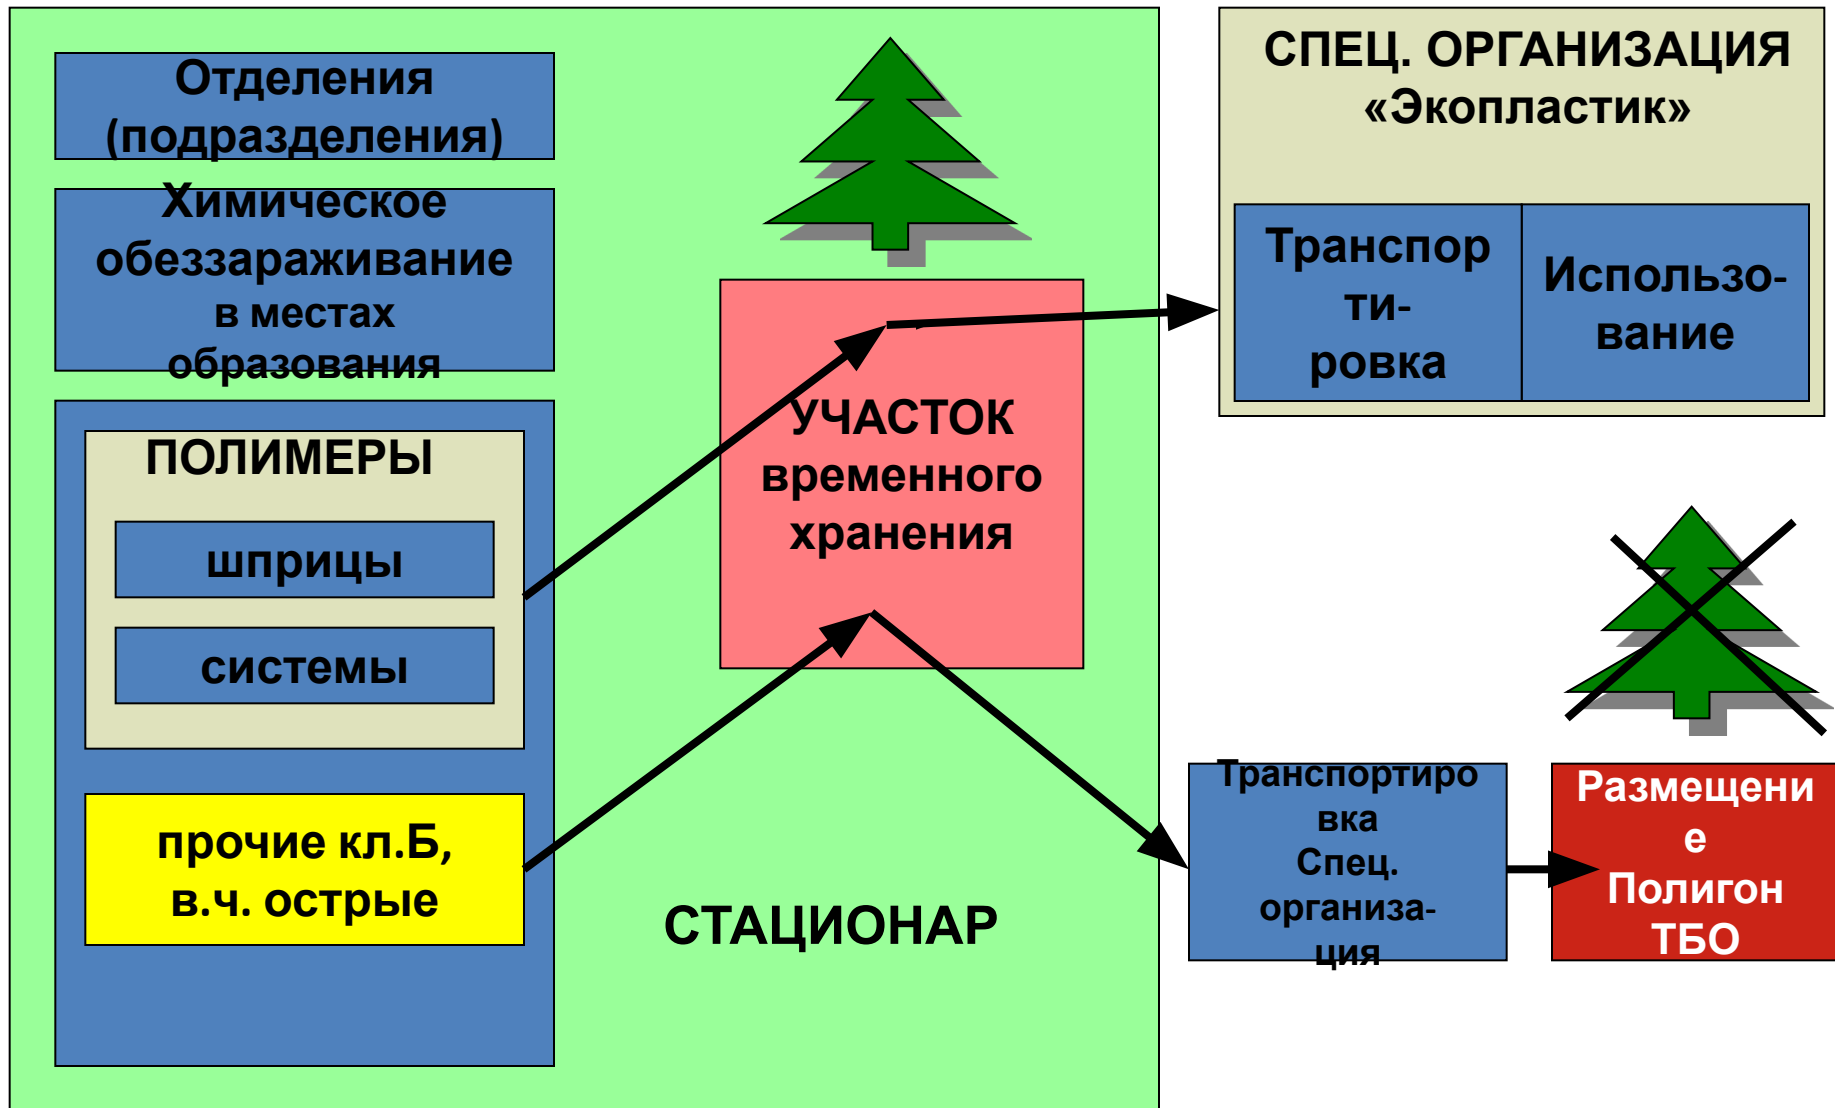 Отделения
(подразделения)
Химическое
обеззараживание
в местах
образования
ПОЛИМЕРЫ
шприцы
системы
прочие кл.Б,
в.ч. острые
УЧАСТОК
временного
хранения
СТАЦИОНАР
СПЕЦ. ОРГАНИЗАЦИЯ
«Экопластик»
Транспор
ти-
ровка
Использо-
вание
Транспортиро
вка
Спец.
организа-
ция
Размещени
е
Полигон
ТБО